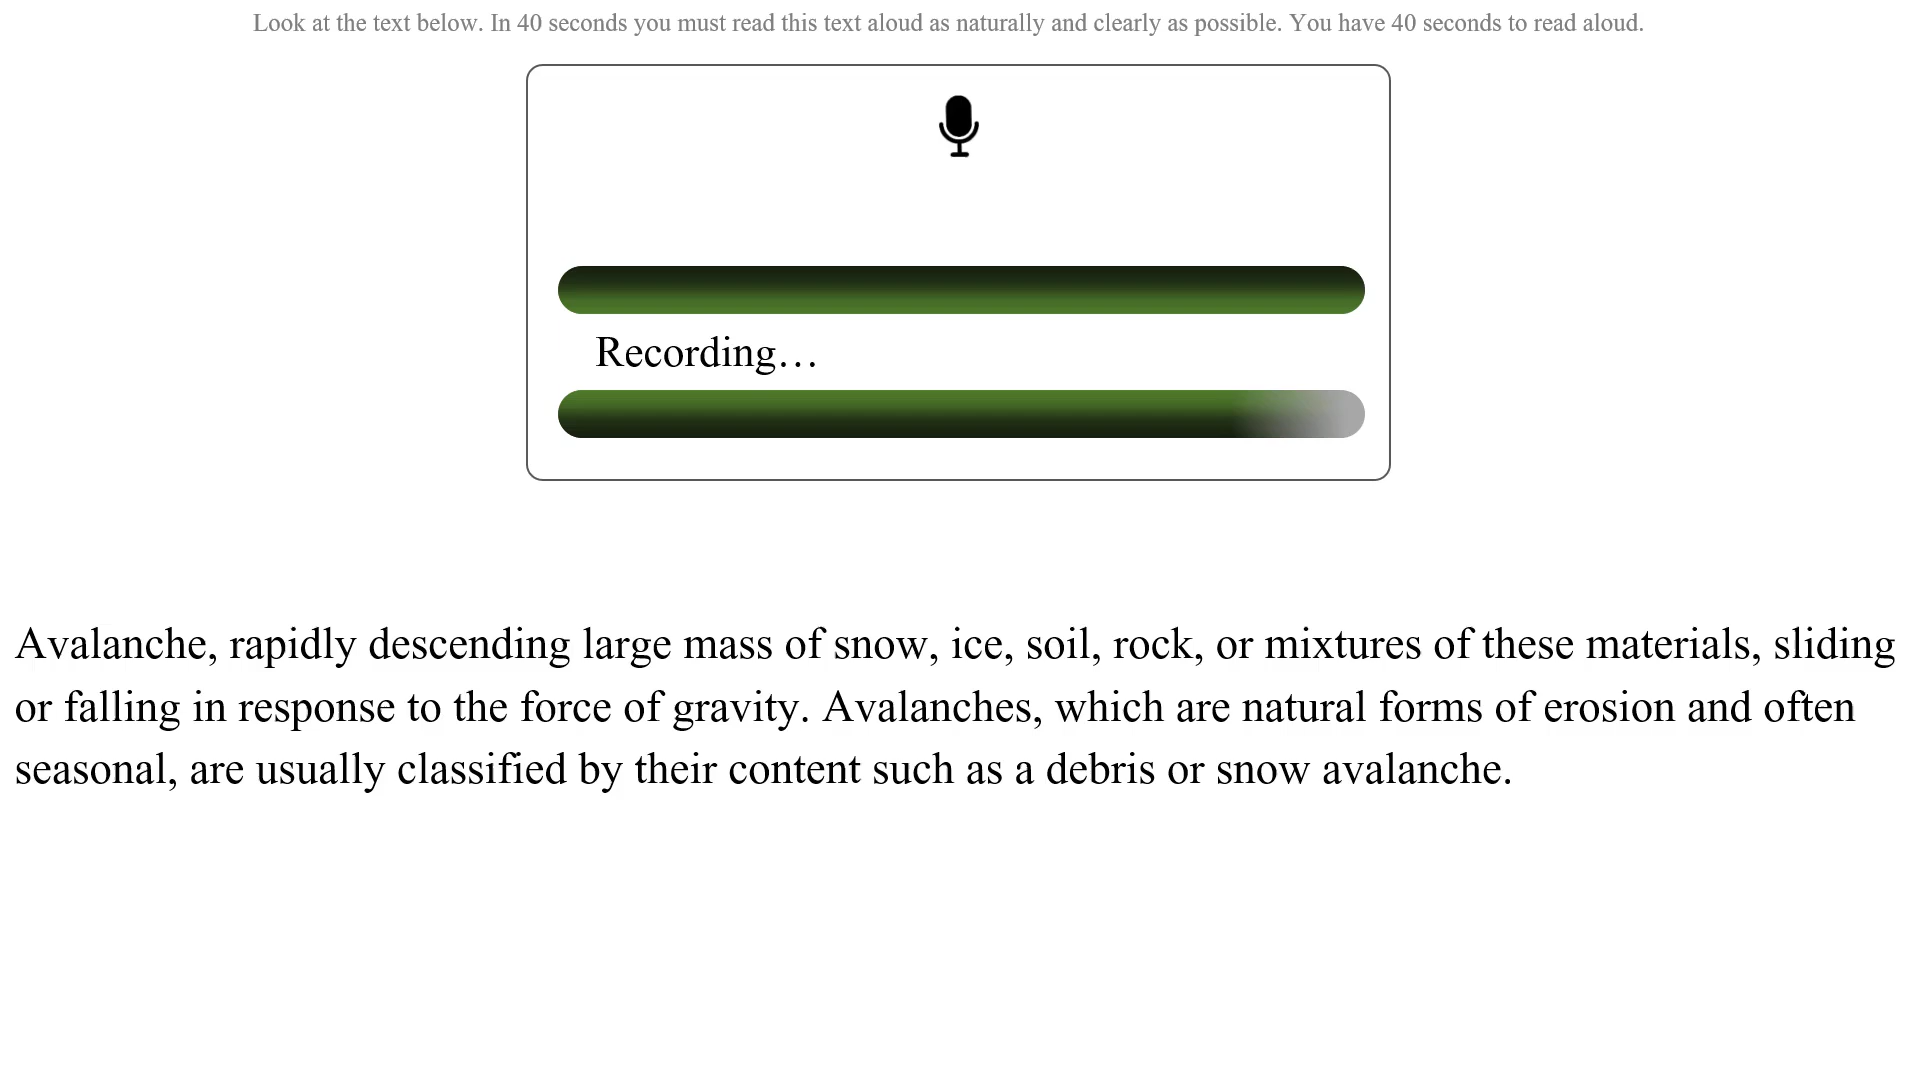 Look at the text below. In 40 seconds you must read this text aloud as naturally and clearly as possible. You have 40 seconds to read aloud.
Recording…
Avalanche, rapidly descending large mass of snow, ice, soil, rock, or mixtures of these materials, sliding
or falling in response to the force of gravity. Avalanches, which are natural forms of erosion and often
seasonal, are usually classified by their content such as a debris or snow avalanche.